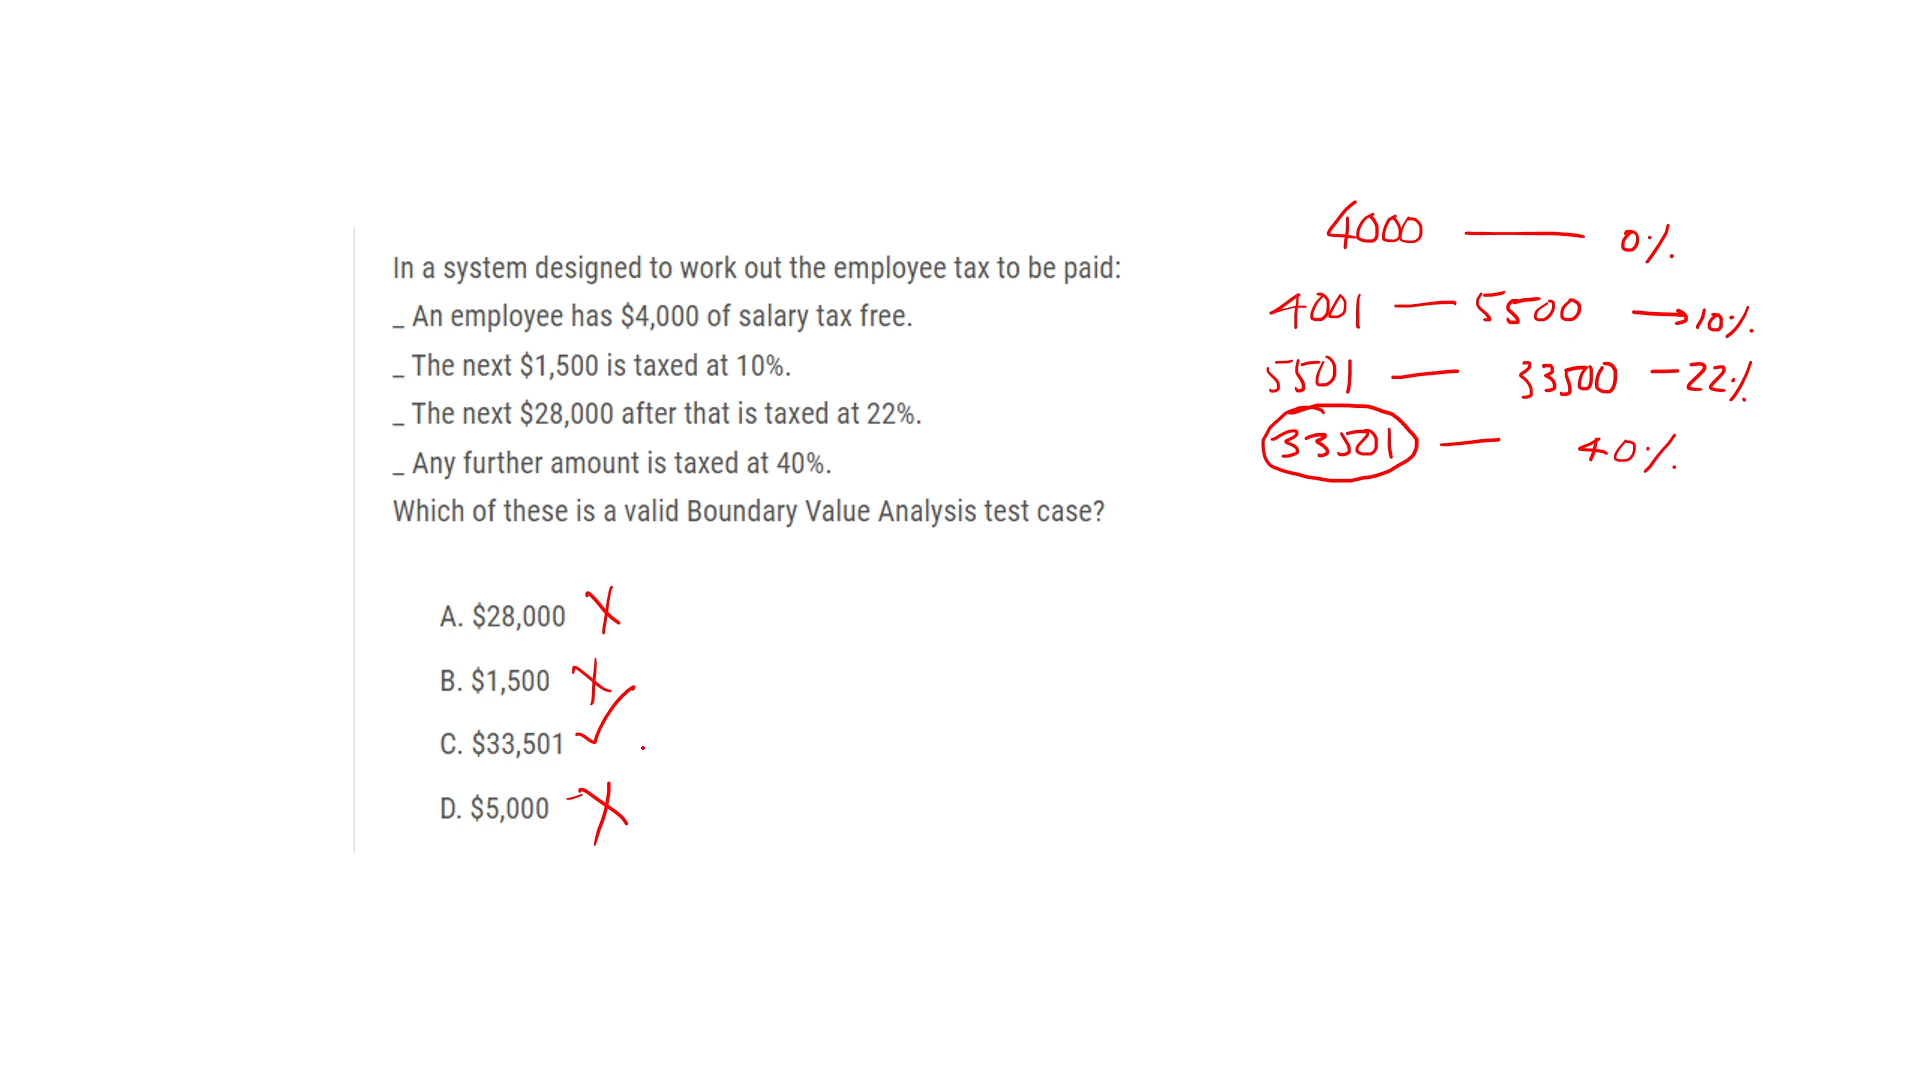 In a system designed to work out the employee tax to be paid:
_ An employee has $4,000 of salary tax free.
_ The next $1,500 is taxed at 10%.
_ The next $28,000 after that is taxed at 22%.
_ Any further amount is taxed at 40%.
Which of these is a valid Boundary Value Analysis test case?
A. $28,000
B. $1,500
C. $33,501
D. $5,000
4000 — 0%
4001 — 5500 → 10%
5501 — 33500 — 22%
33501 — 40%